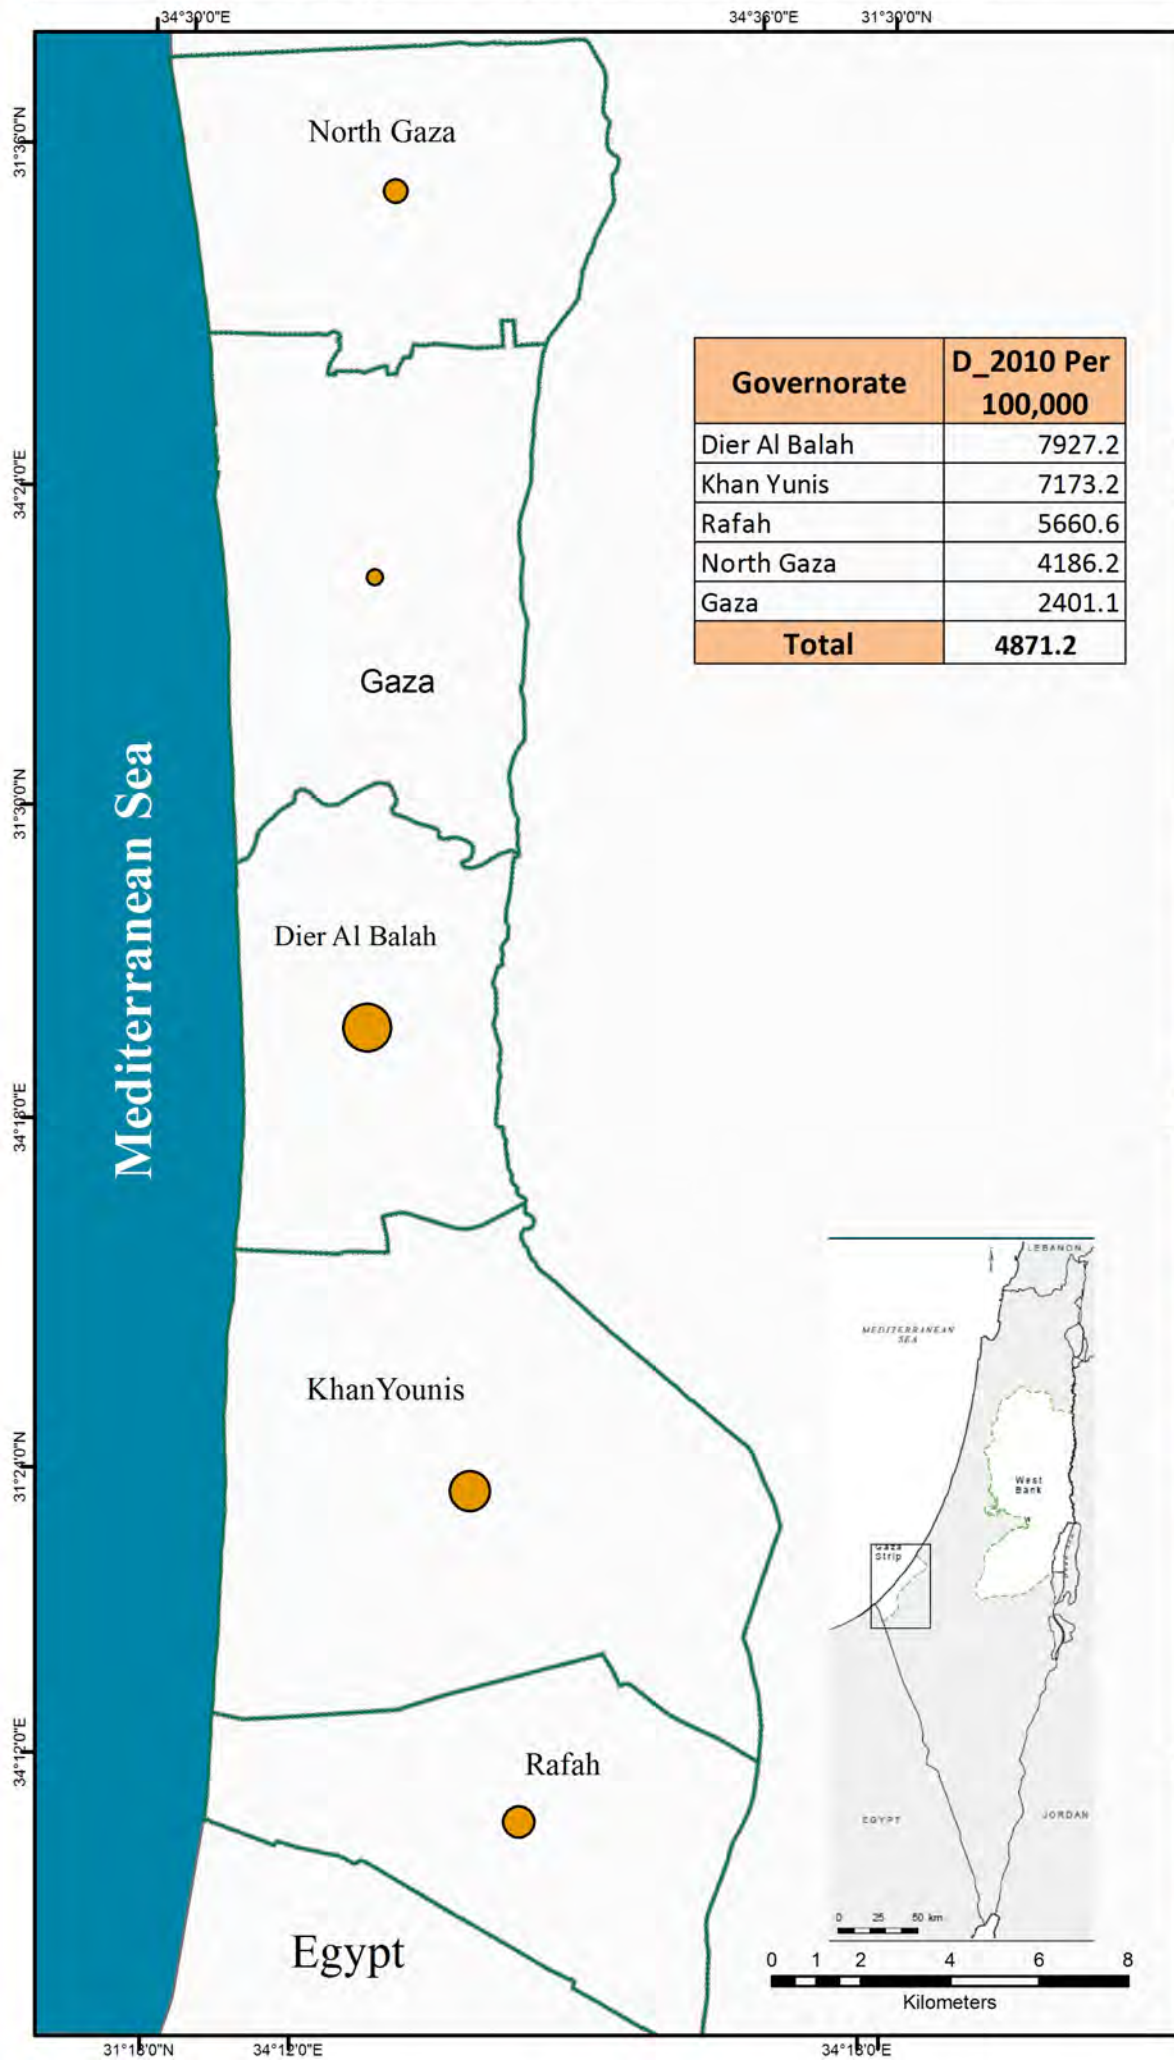 34°30'0"E
34°36'0"E
31°30'0"N
31°36'0"N
North Gaza
Governorate
D_2010 Per
100,000
Dier Al Balah 7927.2
Khan Yunis 7173.2
Rafah 5660.6
North Gaza 4186.2
Gaza 2401.1
Total 4871.2
34°24'0"E
Gaza
31°30'0"N
Mediterranean Sea
Dier Al Balah
34°18'0"E
KhanYounis
31°24'0"N
Rafah
34°12'0"E
Egypt
LEBANON
MEDITERRANEAN
SEA
West
Bank
Gaza
Strip
EGYPT
JORDAN
0 25 50 km
0 1 2 4 6 8
Kilometers
31°18'0"N
34°12'0"E
34°18'0"E